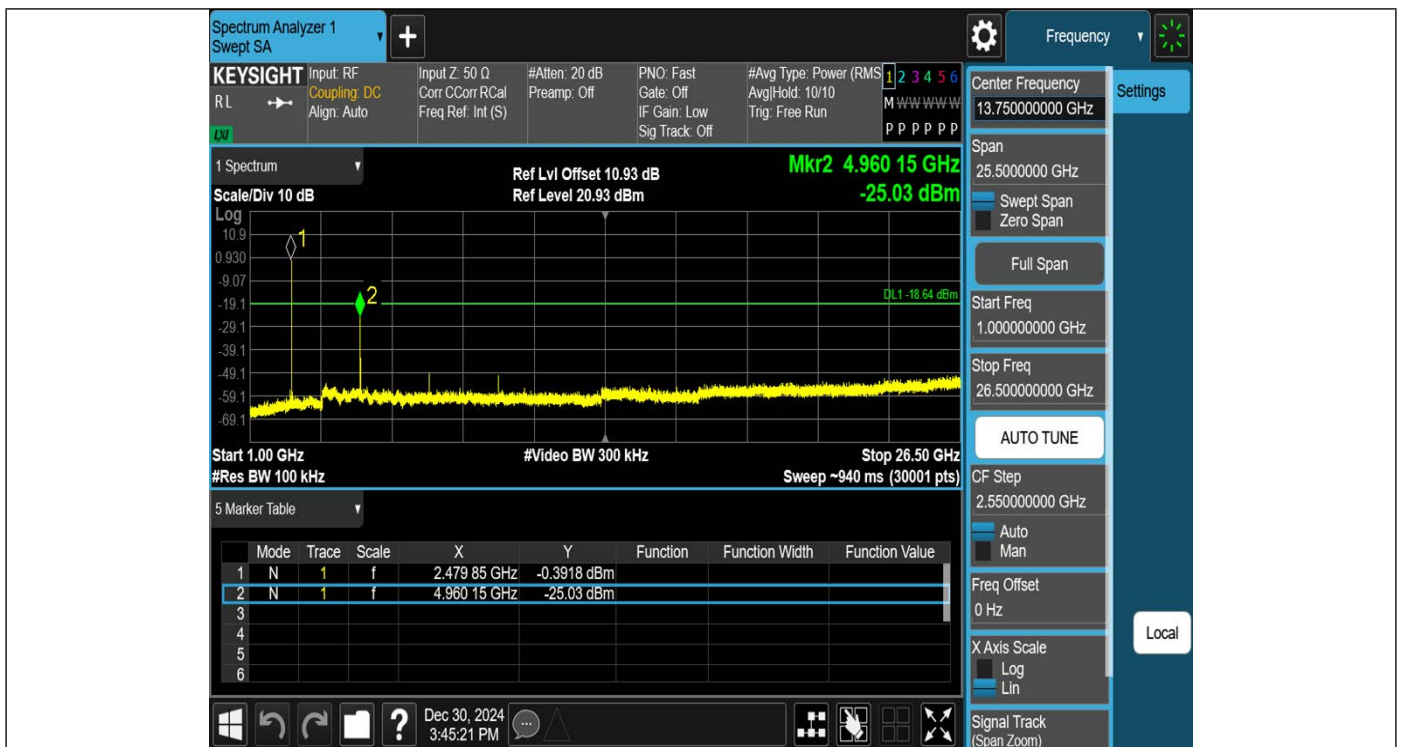 Spectrum Analyzer 1
Swept SA
+
Frequency
KEYSIGHT
RL
LXI
Input: RF
Coupling: DC
Align: Auto
Input Z: 50 Ω
Corr CCorr RCal
Freq Ref: Int (S)
#Atten: 20 dB
Preamp: Off
PNO: Fast
Gate: Off
IF Gain: Low
Sig Track: Off
#Avg Type: Power (RMS
Avg|Hold: 10/10
Trig: Free Run
1 2 3 4 5 6
M W W W W W
P P P P P P
1 Spectrum
Scale/Div 10 dB
Ref Lvl Offset 10.93 dB
Ref Level 20.93 dBm
Mkr2 4.960 15 GHz
-25.03 dBm
Log
10.9
0.930
-9.07
-19.1
-29.1
-39.1
-49.1
-59.1
-69.1
1
2
DL1 -18.64 dBm
Start 1.00 GHz
#Res BW 100 kHz
#Video BW 300 kHz
Stop 26.50 GHz
Sweep ~940 ms (30001 pts)
5 Marker Table
Mode Trace Scale X Y Function Function Width Function Value
1 N 1 f 2.479 85 GHz -0.3918 dBm
2 N 1 f 4.960 15 GHz -25.03 dBm
3
4
5
6
?
Dec 30, 2024
3:45:21 PM
Center Frequency
13.750000000 GHz
Settings
Span
25.5000000 GHz
Swept Span
Zero Span
Full Span
Start Freq
1.000000000 GHz
Stop Freq
26.500000000 GHz
AUTO TUNE
CF Step
2.550000000 GHz
Auto
Man
Freq Offset
0 Hz
X Axis Scale
Log
Lin
Local
Signal Track
(Span Zoom)